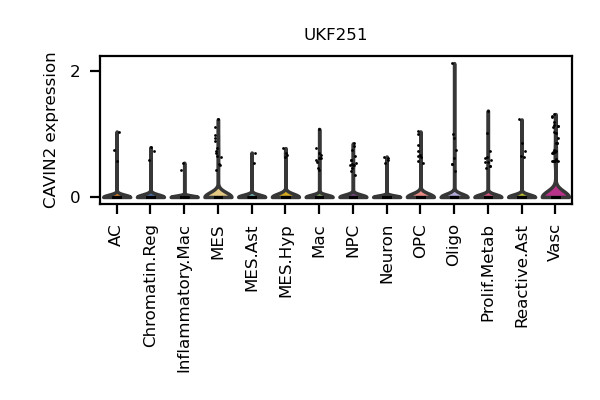 UKF251
CAVIN2 expression
2
0
AC
Chromatin.Reg
Inflammatory.Mac
MES
MES.Ast
MES.Hyp
Mac
NPC
Neuron
OPC
Oligo
Prolif.Metab
Reactive.Ast
Vasc